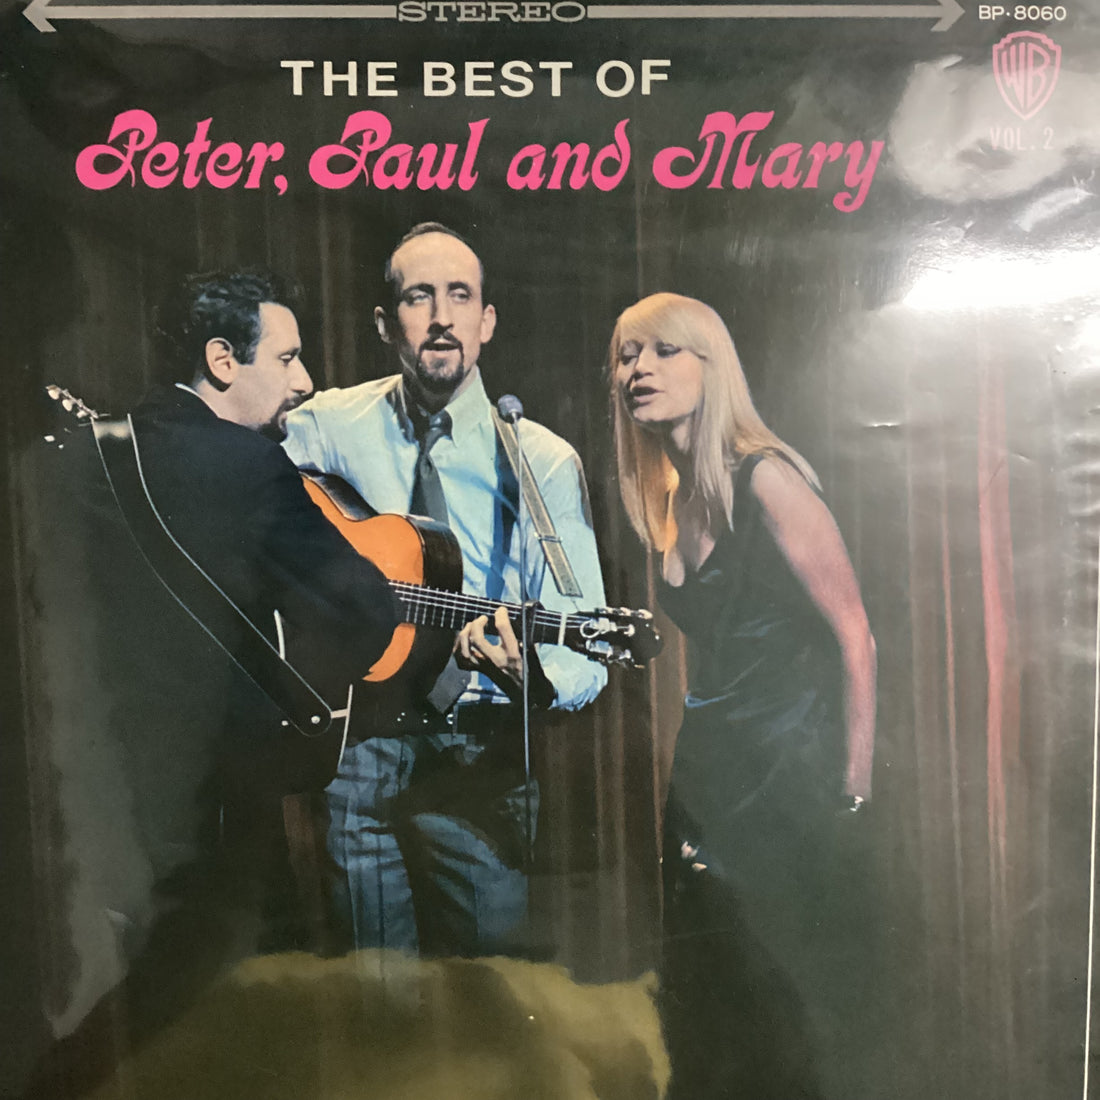 STEREO
BP·8060
THE BEST OF
Peter, Paul and Mary
WB
VOL. 2